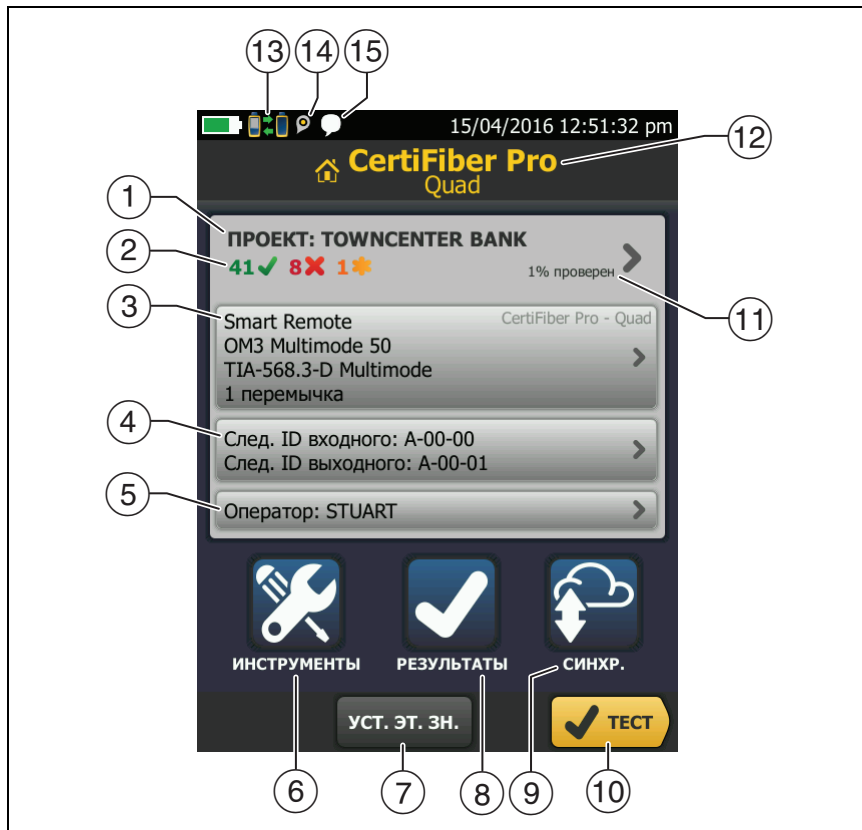 13 14 15
15/04/2016 12:51:32 pm
12
CertiFiber Pro
Quad
1
ПРОЕКТ: TOWNCENTER BANK
2
41 8 1
1% проверен
11
3
Smart Remote
CertiFiber Pro - Quad
OM3 Multimode 50
TIA-568.3-D Multimode
1 перемычка
4
След. ID входного: A-00-00
След. ID выходного: A-00-01
5
Оператор: STUART
ИНСТРУМЕНТЫ РЕЗУЛЬТАТЫ СИНХР.
УСТ. ЭТ. ЗН. ТЕСТ
6 7 8 9 10